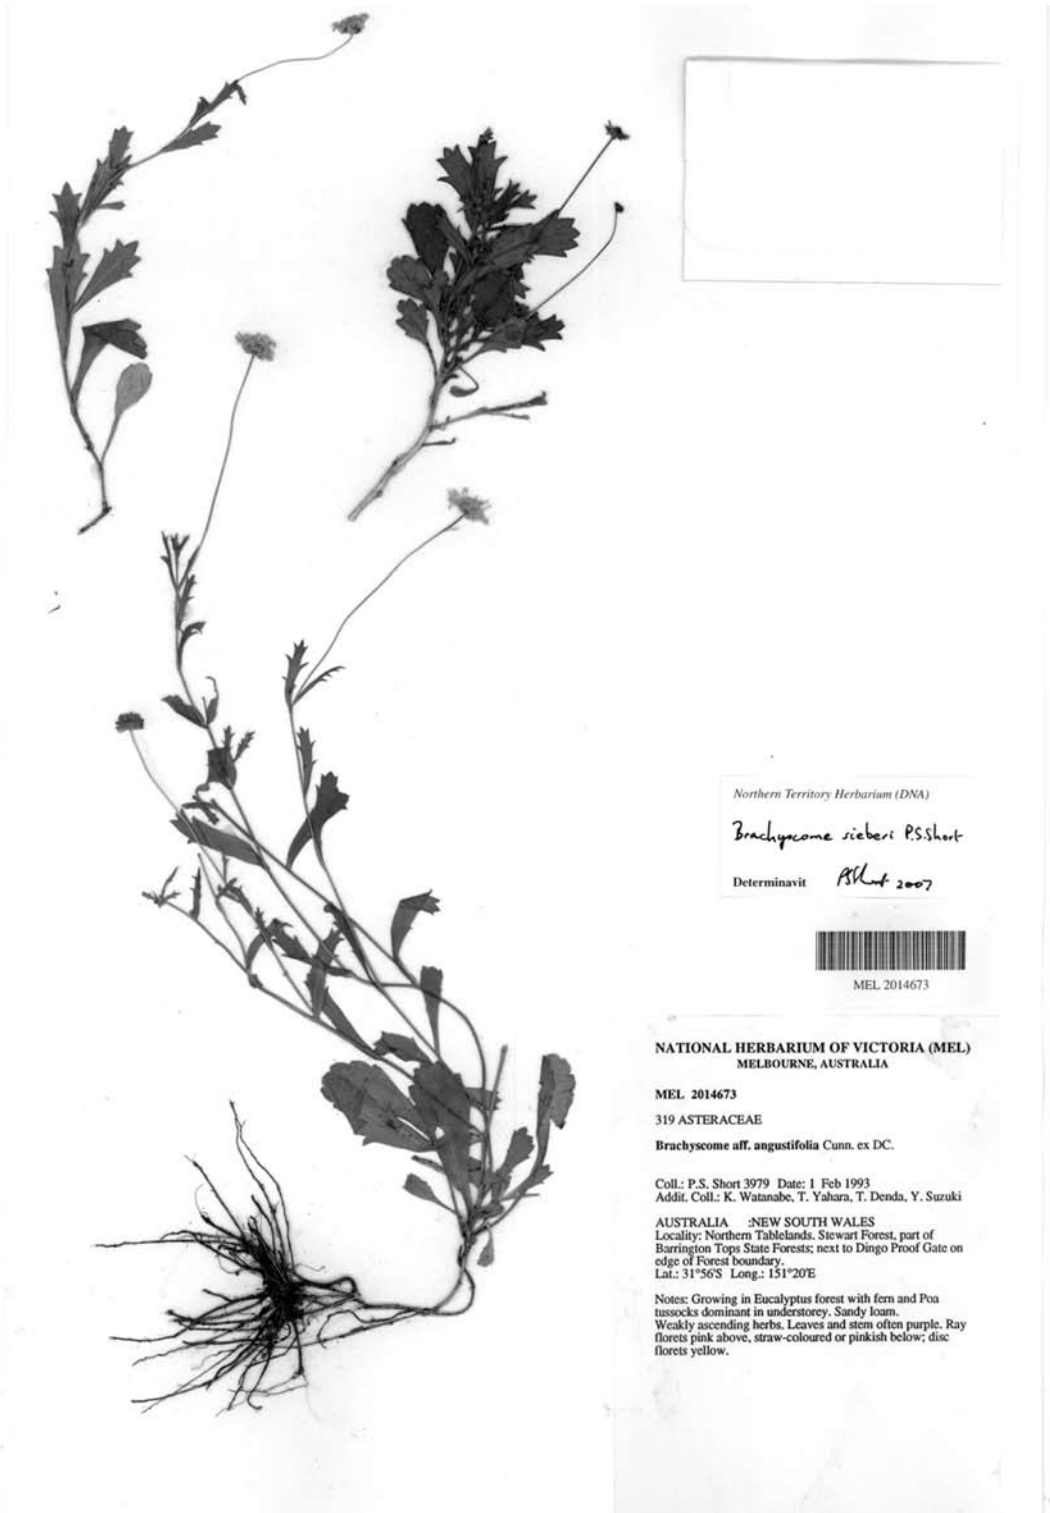 Northern Territory Herbarium (DNA)
Brachyscome sieberi P.S.Short
Determinavit PSShort 2007
MEL 2014673
NATIONAL HERBARIUM OF VICTORIA (MEL)
MELBOURNE, AUSTRALIA
MEL 2014673
319 ASTERACEAE
Brachyscome aff. angustifolia Cunn. ex DC.
Coll.: P.S. Short 3979 Date: 1 Feb 1993
Addit. Coll.: K. Watanabe, T. Yahara, T. Denda, Y. Suzuki
AUSTRALIA :NEW SOUTH WALES
Locality: Northern Tablelands. Stewart Forest, part of
Barrington Tops State Forests; next to Dingo Proof Gate on
edge of Forest boundary.
Lat.: 31°56'S Long.: 151°20'E
Notes: Growing in Eucalyptus forest with fern and Poa
tussocks dominant in understorey. Sandy loam.
Weakly ascending herbs. Leaves and stem often purple. Ray
florets pink above, straw-coloured or pinkish below; disc
florets yellow.